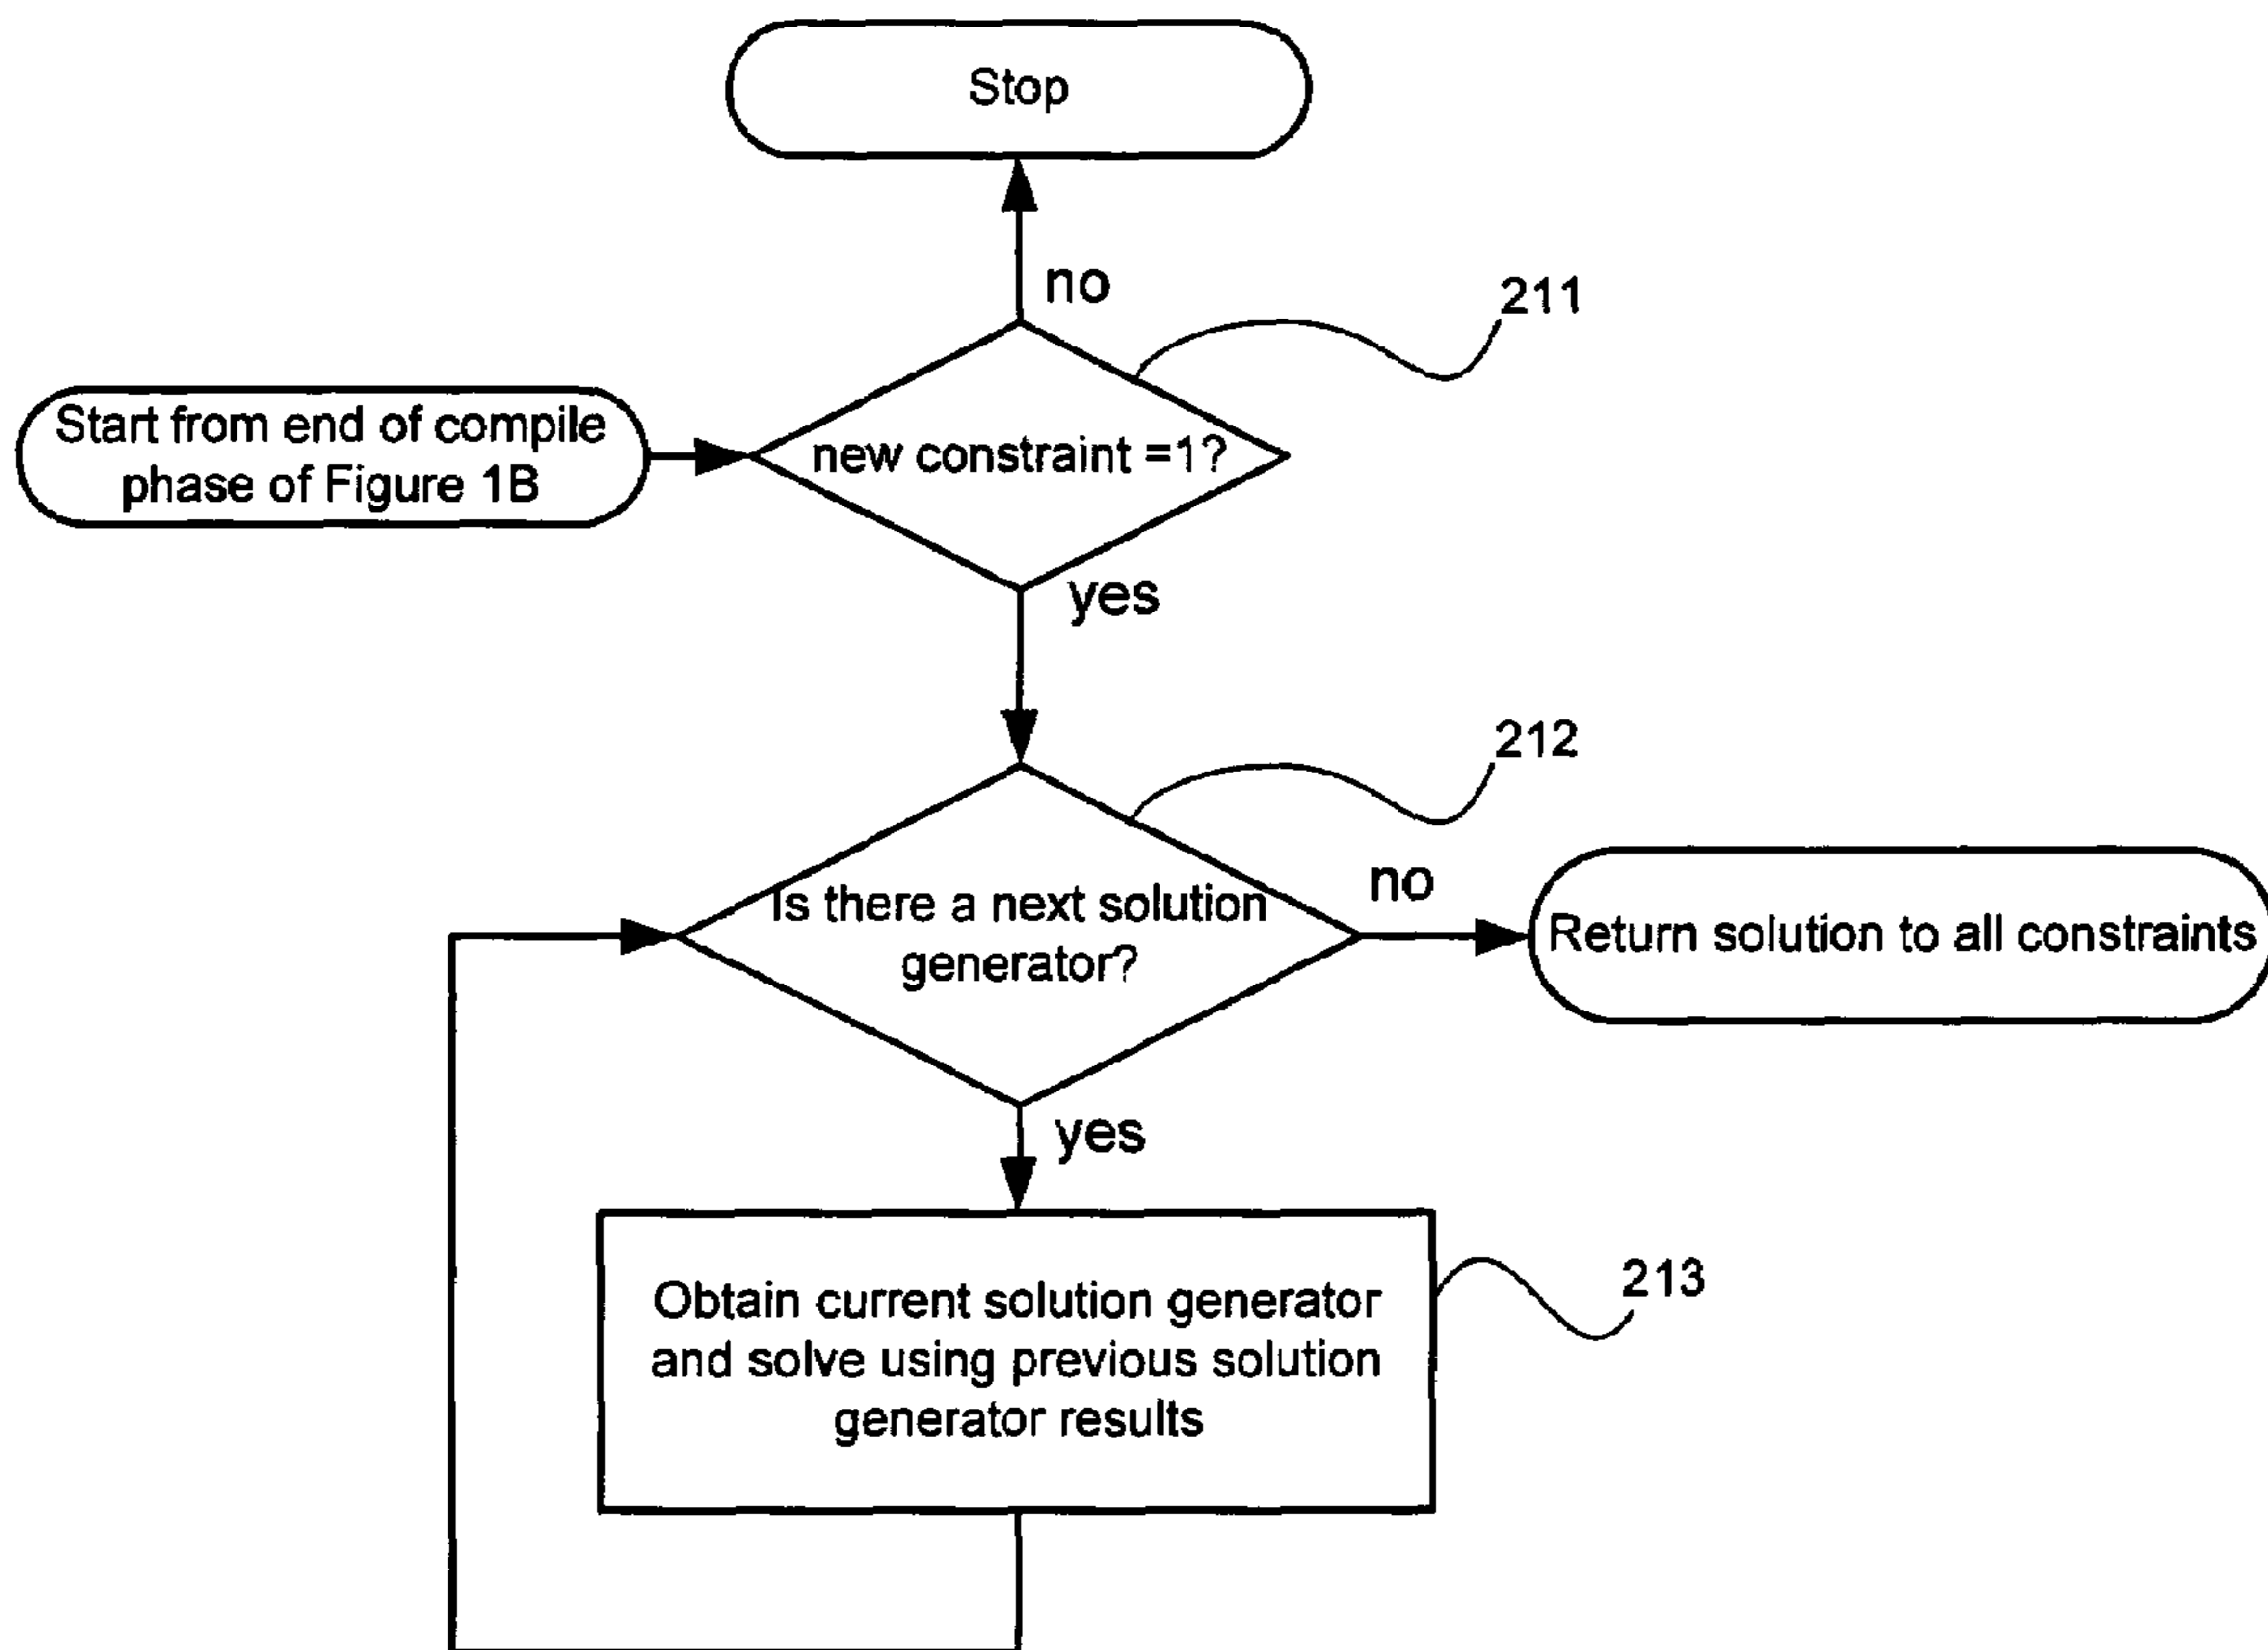 Stop
no
211
Start from end of compile
phase of Figure 1B
new constraint =1?
yes
212
Is there a next solution
generator?
no
Return solution to all constraints
yes
Obtain current solution generator
and solve using previous solution
generator results
213